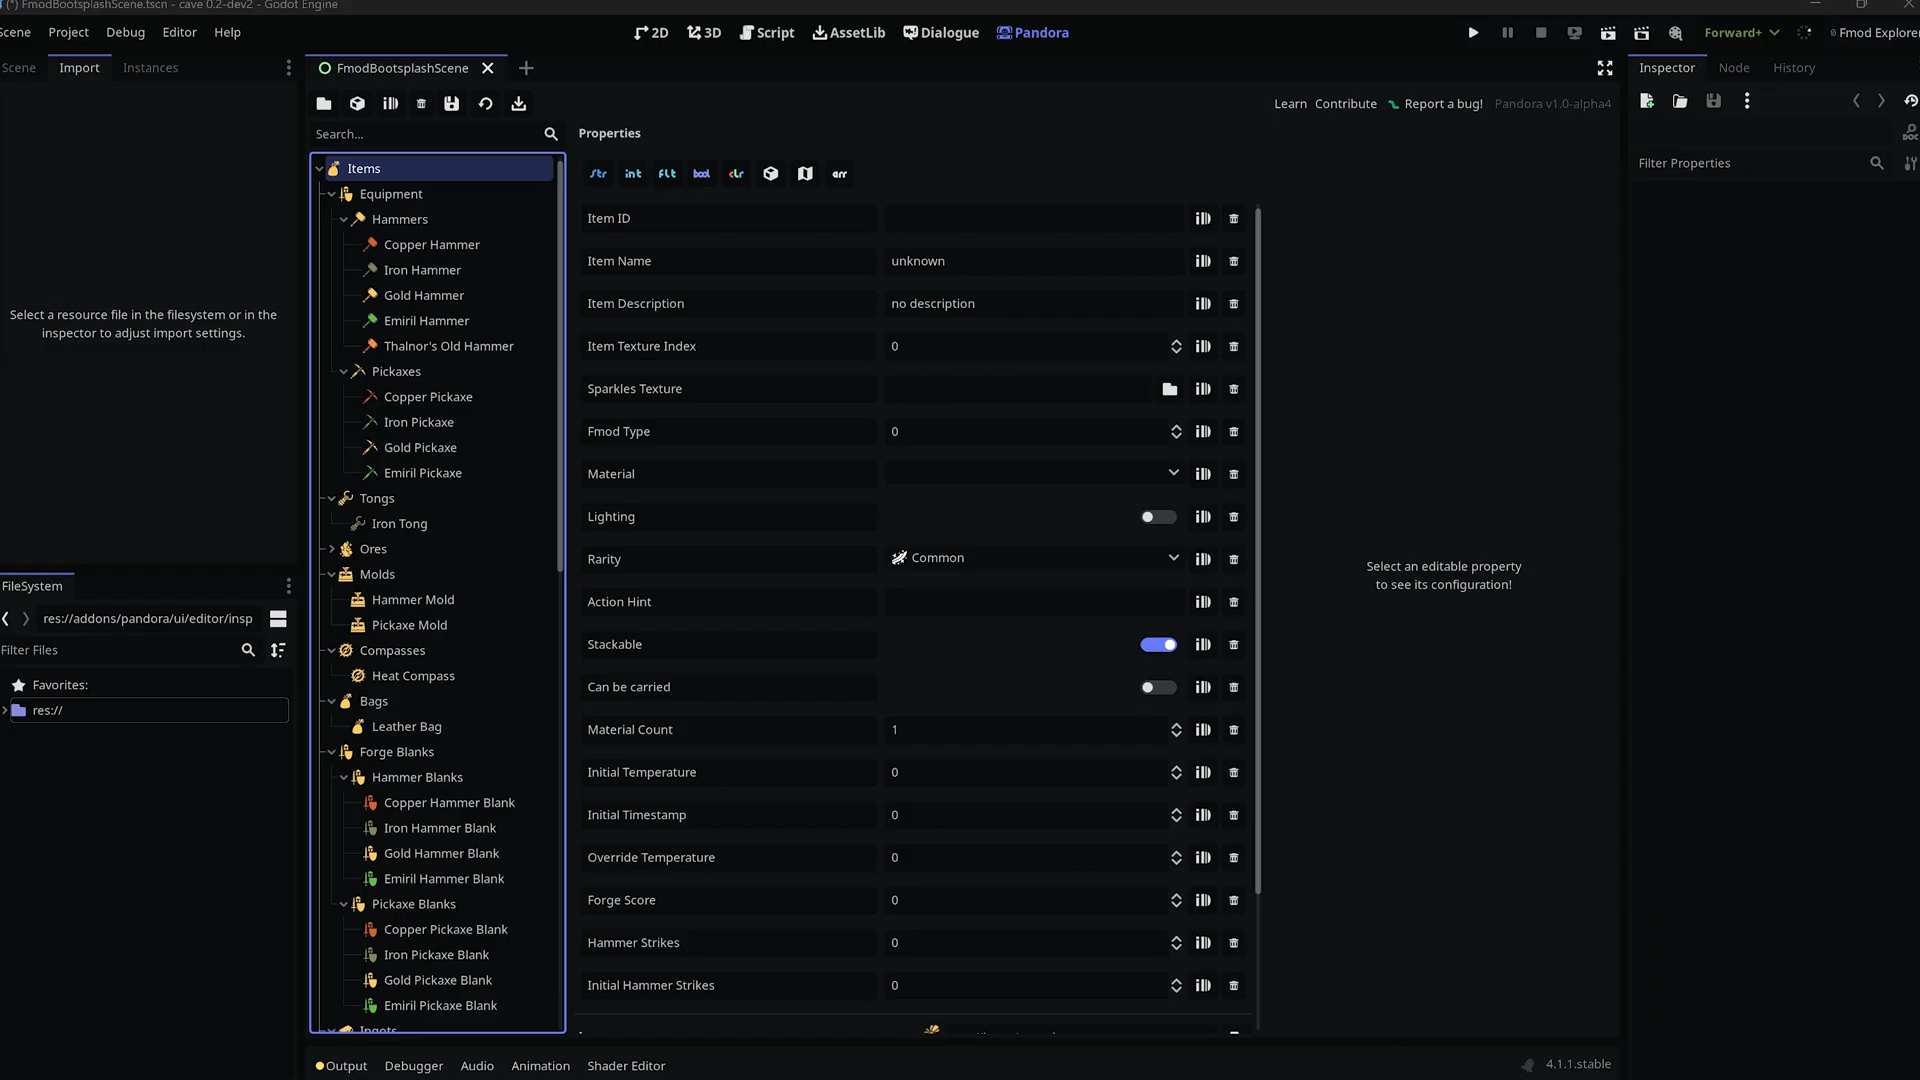 (*) FmodBootsplashScene.tscn - cave 0.2-dev2 - Godot Engine
Scene Project Debug Editor Help
2D 3D Script AssetLib Dialogue Pandora
Forward+ Fmod Explorer
Scene Import Instances
FmodBootsplashScene
Inspector Node History
Learn Contribute Report a bug! Pandora v1.0-alpha4
Search...
Properties
Filter Properties
str int flt bool clr arr
Select a resource file in the filesystem or in the
inspector to adjust import settings.
FileSystem
res://addons/pandora/ui/editor/insp
Filter Files
Favorites:
res://
Items
Equipment
Hammers
Copper Hammer
Iron Hammer
Gold Hammer
Emiril Hammer
Thalnor's Old Hammer
Pickaxes
Copper Pickaxe
Iron Pickaxe
Gold Pickaxe
Emiril Pickaxe
Tongs
Iron Tong
Ores
Molds
Hammer Mold
Pickaxe Mold
Compasses
Heat Compass
Bags
Leather Bag
Forge Blanks
Hammer Blanks
Copper Hammer Blank
Iron Hammer Blank
Gold Hammer Blank
Emiril Hammer Blank
Pickaxe Blanks
Copper Pickaxe Blank
Iron Pickaxe Blank
Gold Pickaxe Blank
Emiril Pickaxe Blank
Ingots
Item ID
Item Name unknown
Item Description no description
Item Texture Index 0
Sparkles Texture
Fmod Type 0
Material
Lighting
Rarity Common
Action Hint
Stackable
Can be carried
Material Count 1
Initial Temperature 0
Initial Timestamp 0
Override Temperature 0
Forge Score 0
Hammer Strikes 0
Initial Hammer Strikes 0
Select an editable property
to see its configuration!
DOC
Output Debugger Audio Animation Shader Editor
4.1.1.stable